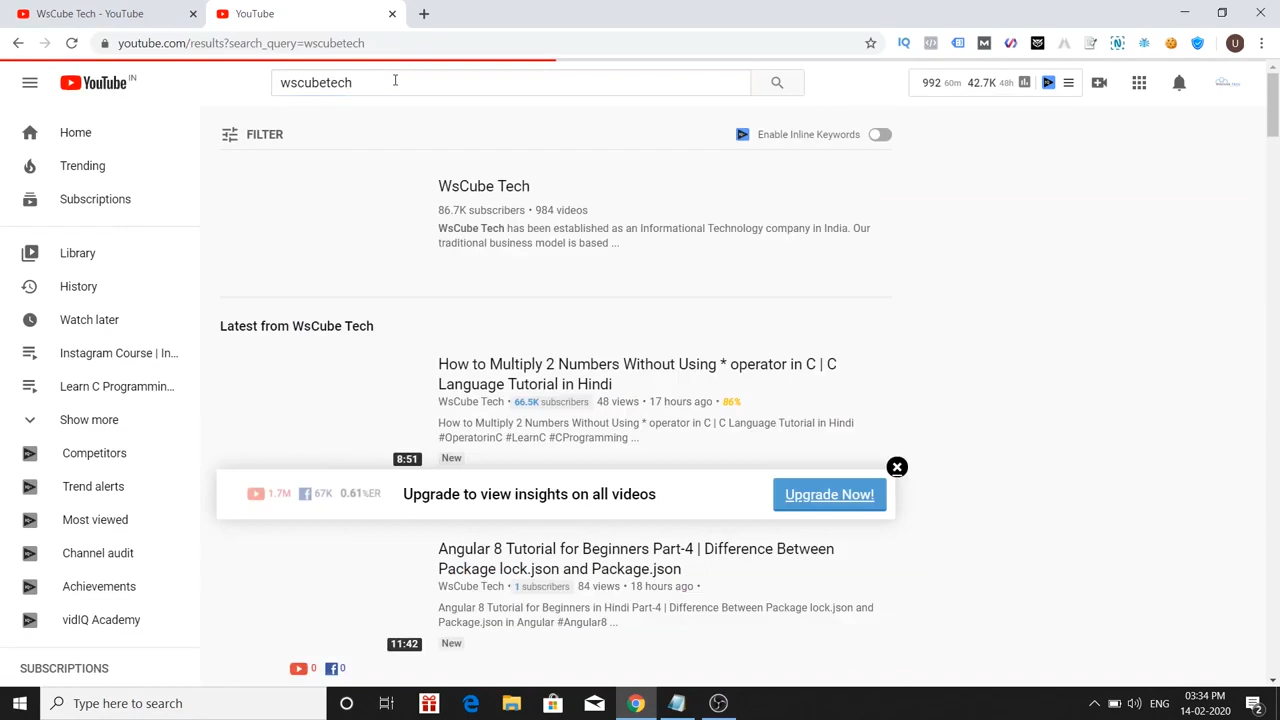 WsCube Tech - YouTube
YouTube
youtube.com/results?search_query=wscubetech
YouTube IN
wscubetech
992 60m 42.7K 48h
Home
Trending
Subscriptions
Library
History
Watch later
Instagram Course | In...
Learn C Programmin...
Show more
Competitors
Trend alerts
Most viewed
Channel audit
Achievements
vidIQ Academy
SUBSCRIPTIONS
FILTER
Enable Inline Keywords
WsCube Tech
86.7K subscribers • 984 videos
WsCube Tech has been established as an Informational Technology company in India. Our
traditional business model is based ...
Latest from WsCube Tech
How to Multiply 2 Numbers Without Using * operator in C | C
Language Tutorial in Hindi
WsCube Tech • 66.5K subscribers 48 views • 17 hours ago • 86%
How to Multiply 2 Numbers Without Using * operator in C | C Language Tutorial in Hindi
#OperatorinC #LearnC #CProgramming ...
8:51
New
1.7M 67K 0.61%ER Upgrade to view insights on all videos Upgrade Now!
Angular 8 Tutorial for Beginners Part-4 | Difference Between
Package lock.json and Package.json
WsCube Tech • 1 subscribers 84 views • 18 hours ago •
Angular 8 Tutorial for Beginners in Hindi Part-4 | Difference Between Package lock.json and
Package.json in Angular #Angular8 ...
11:42
New
0 0
Type here to search
ENG
03:34 PM
14-02-2020
2